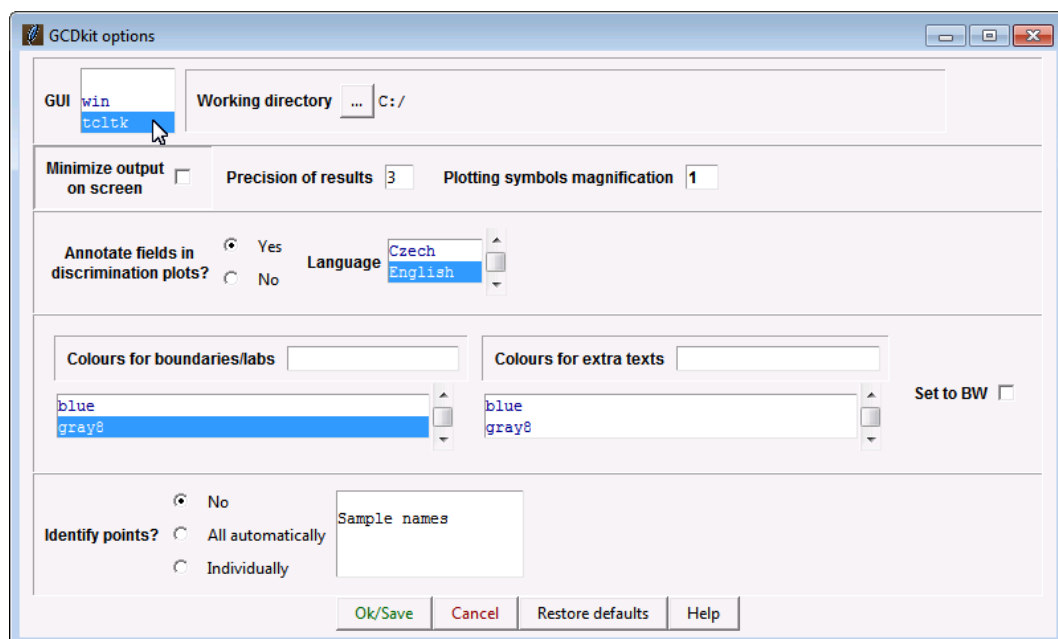 GCDkit options
GUI
win
tcltk
Working directory ... C:/
Minimize output
on screen
Precision of results 3 Plotting symbols magnification 1
Annotate fields in
discrimination plots?
Yes
No
Language
Czech
English
Colours for boundaries/labs
blue
gray8
Colours for extra texts
blue
gray8
Set to BW
Identify points?
No
All automatically
Individually
Sample names
Ok/Save Cancel Restore defaults Help